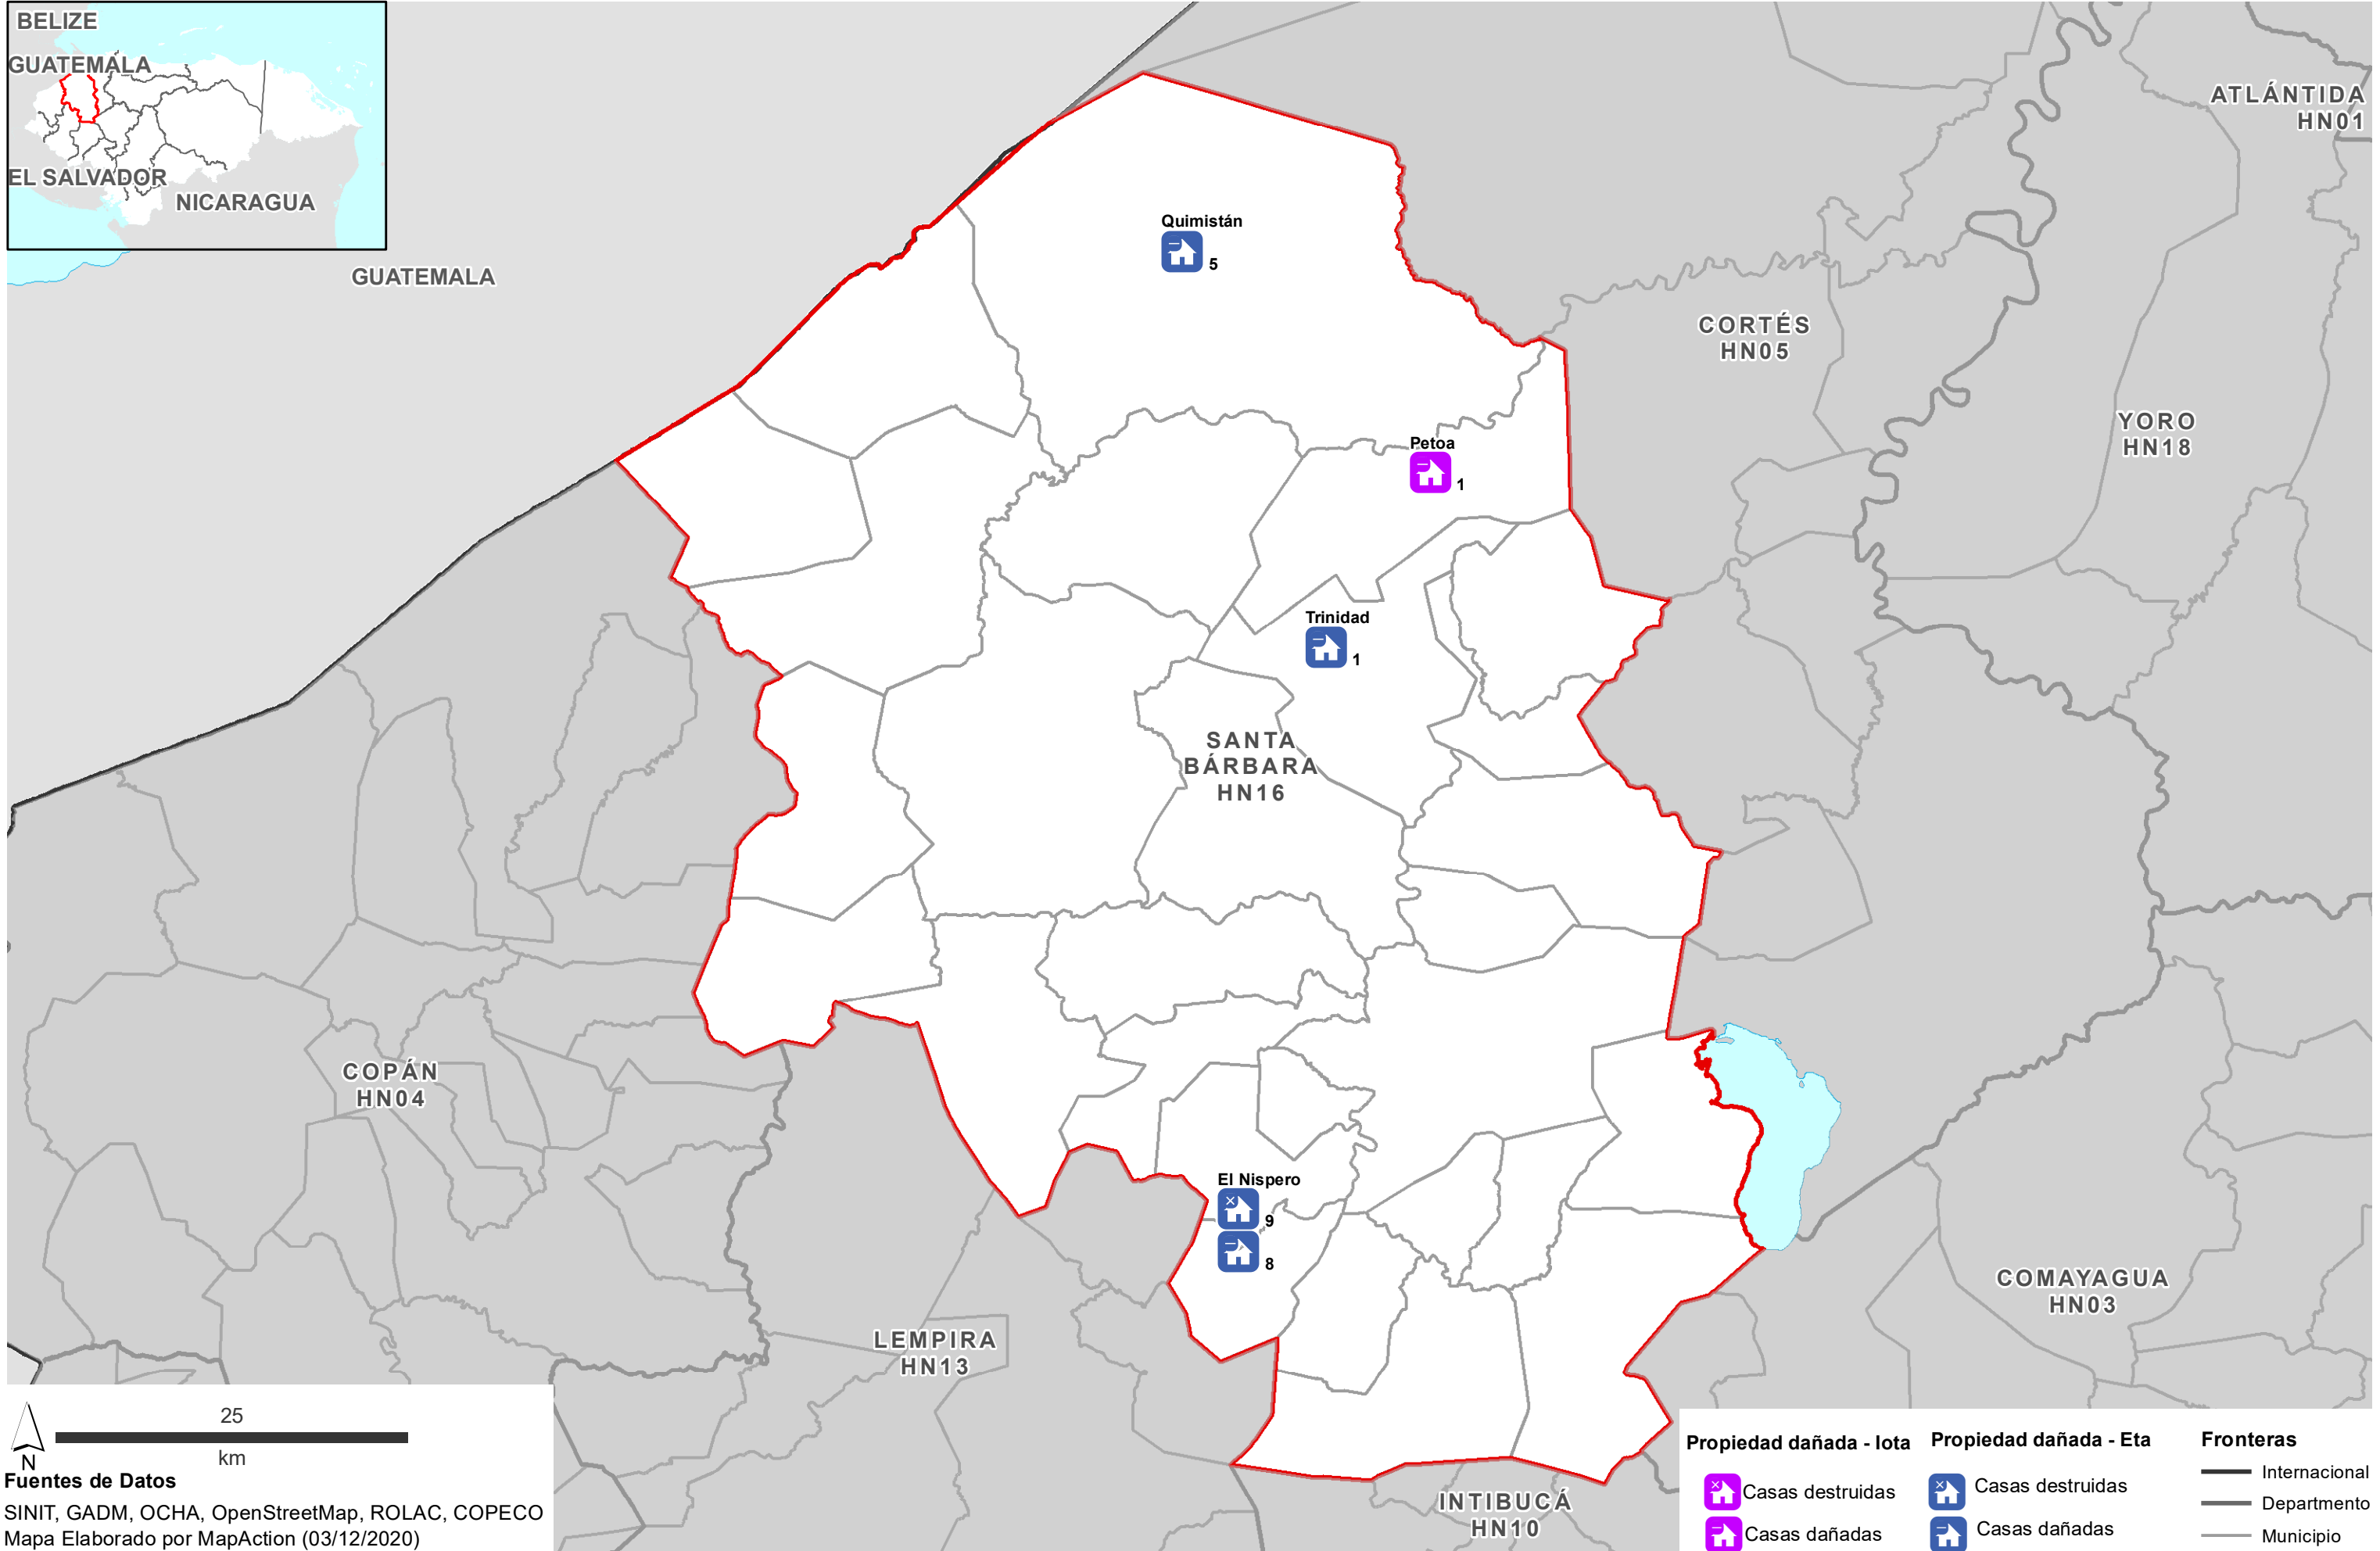 BELIZE
GUATEMALA
EL SALVADOR
NICARAGUA
GUATEMALA
ATLÁNTIDA
HN01
Quimistán
5
CORTÉS
HN05
YORO
HN18
Petoa
1
Trinidad
1
SANTA
BÁRBARA
HN16
COPÁN
HN04
El Nispero
9
8
COMAYAGUA
HN03
LEMPIRA
HN13
INTIBUCÁ
HN10
25
km
N
Fuentes de Datos
SINIT, GADM, OCHA, OpenStreetMap, ROLAC, COPECO
Mapa Elaborado por MapAction (03/12/2020)
Propiedad dañada - Iota
Casas destruidas
Casas dañadas
Propiedad dañada - Eta
Casas destruidas
Casas dañadas
Fronteras
Internacional
Departmento
Municipio